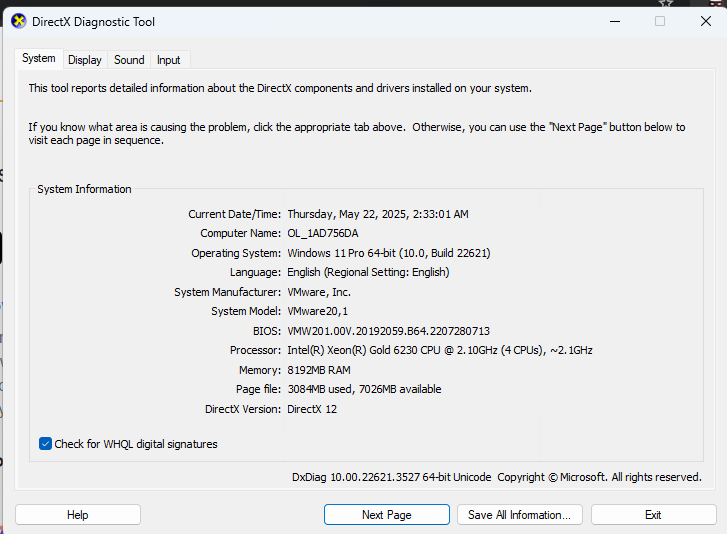 DirectX Diagnostic Tool
System Display Sound Input
This tool reports detailed information about the DirectX components and drivers installed on your system.
If you know what area is causing the problem, click the appropriate tab above. Otherwise, you can use the "Next Page" button below to
visit each page in sequence.
System Information
Current Date/Time: Thursday, May 22, 2025, 2:33:01 AM
Computer Name: OL_1AD756DA
Operating System: Windows 11 Pro 64-bit (10.0, Build 22621)
Language: English (Regional Setting: English)
System Manufacturer: VMware, Inc.
System Model: VMware20,1
BIOS: VMW201.00V.20192059.B64.2207280713
Processor: Intel(R) Xeon(R) Gold 6230 CPU @ 2.10GHz (4 CPUs), ~2.1GHz
Memory: 8192MB RAM
Page file: 3084MB used, 7026MB available
DirectX Version: DirectX 12
Check for WHQL digital signatures
DxDiag 10.00.22621.3527 64-bit Unicode Copyright © Microsoft. All rights reserved.
Help Next Page Save All Information... Exit